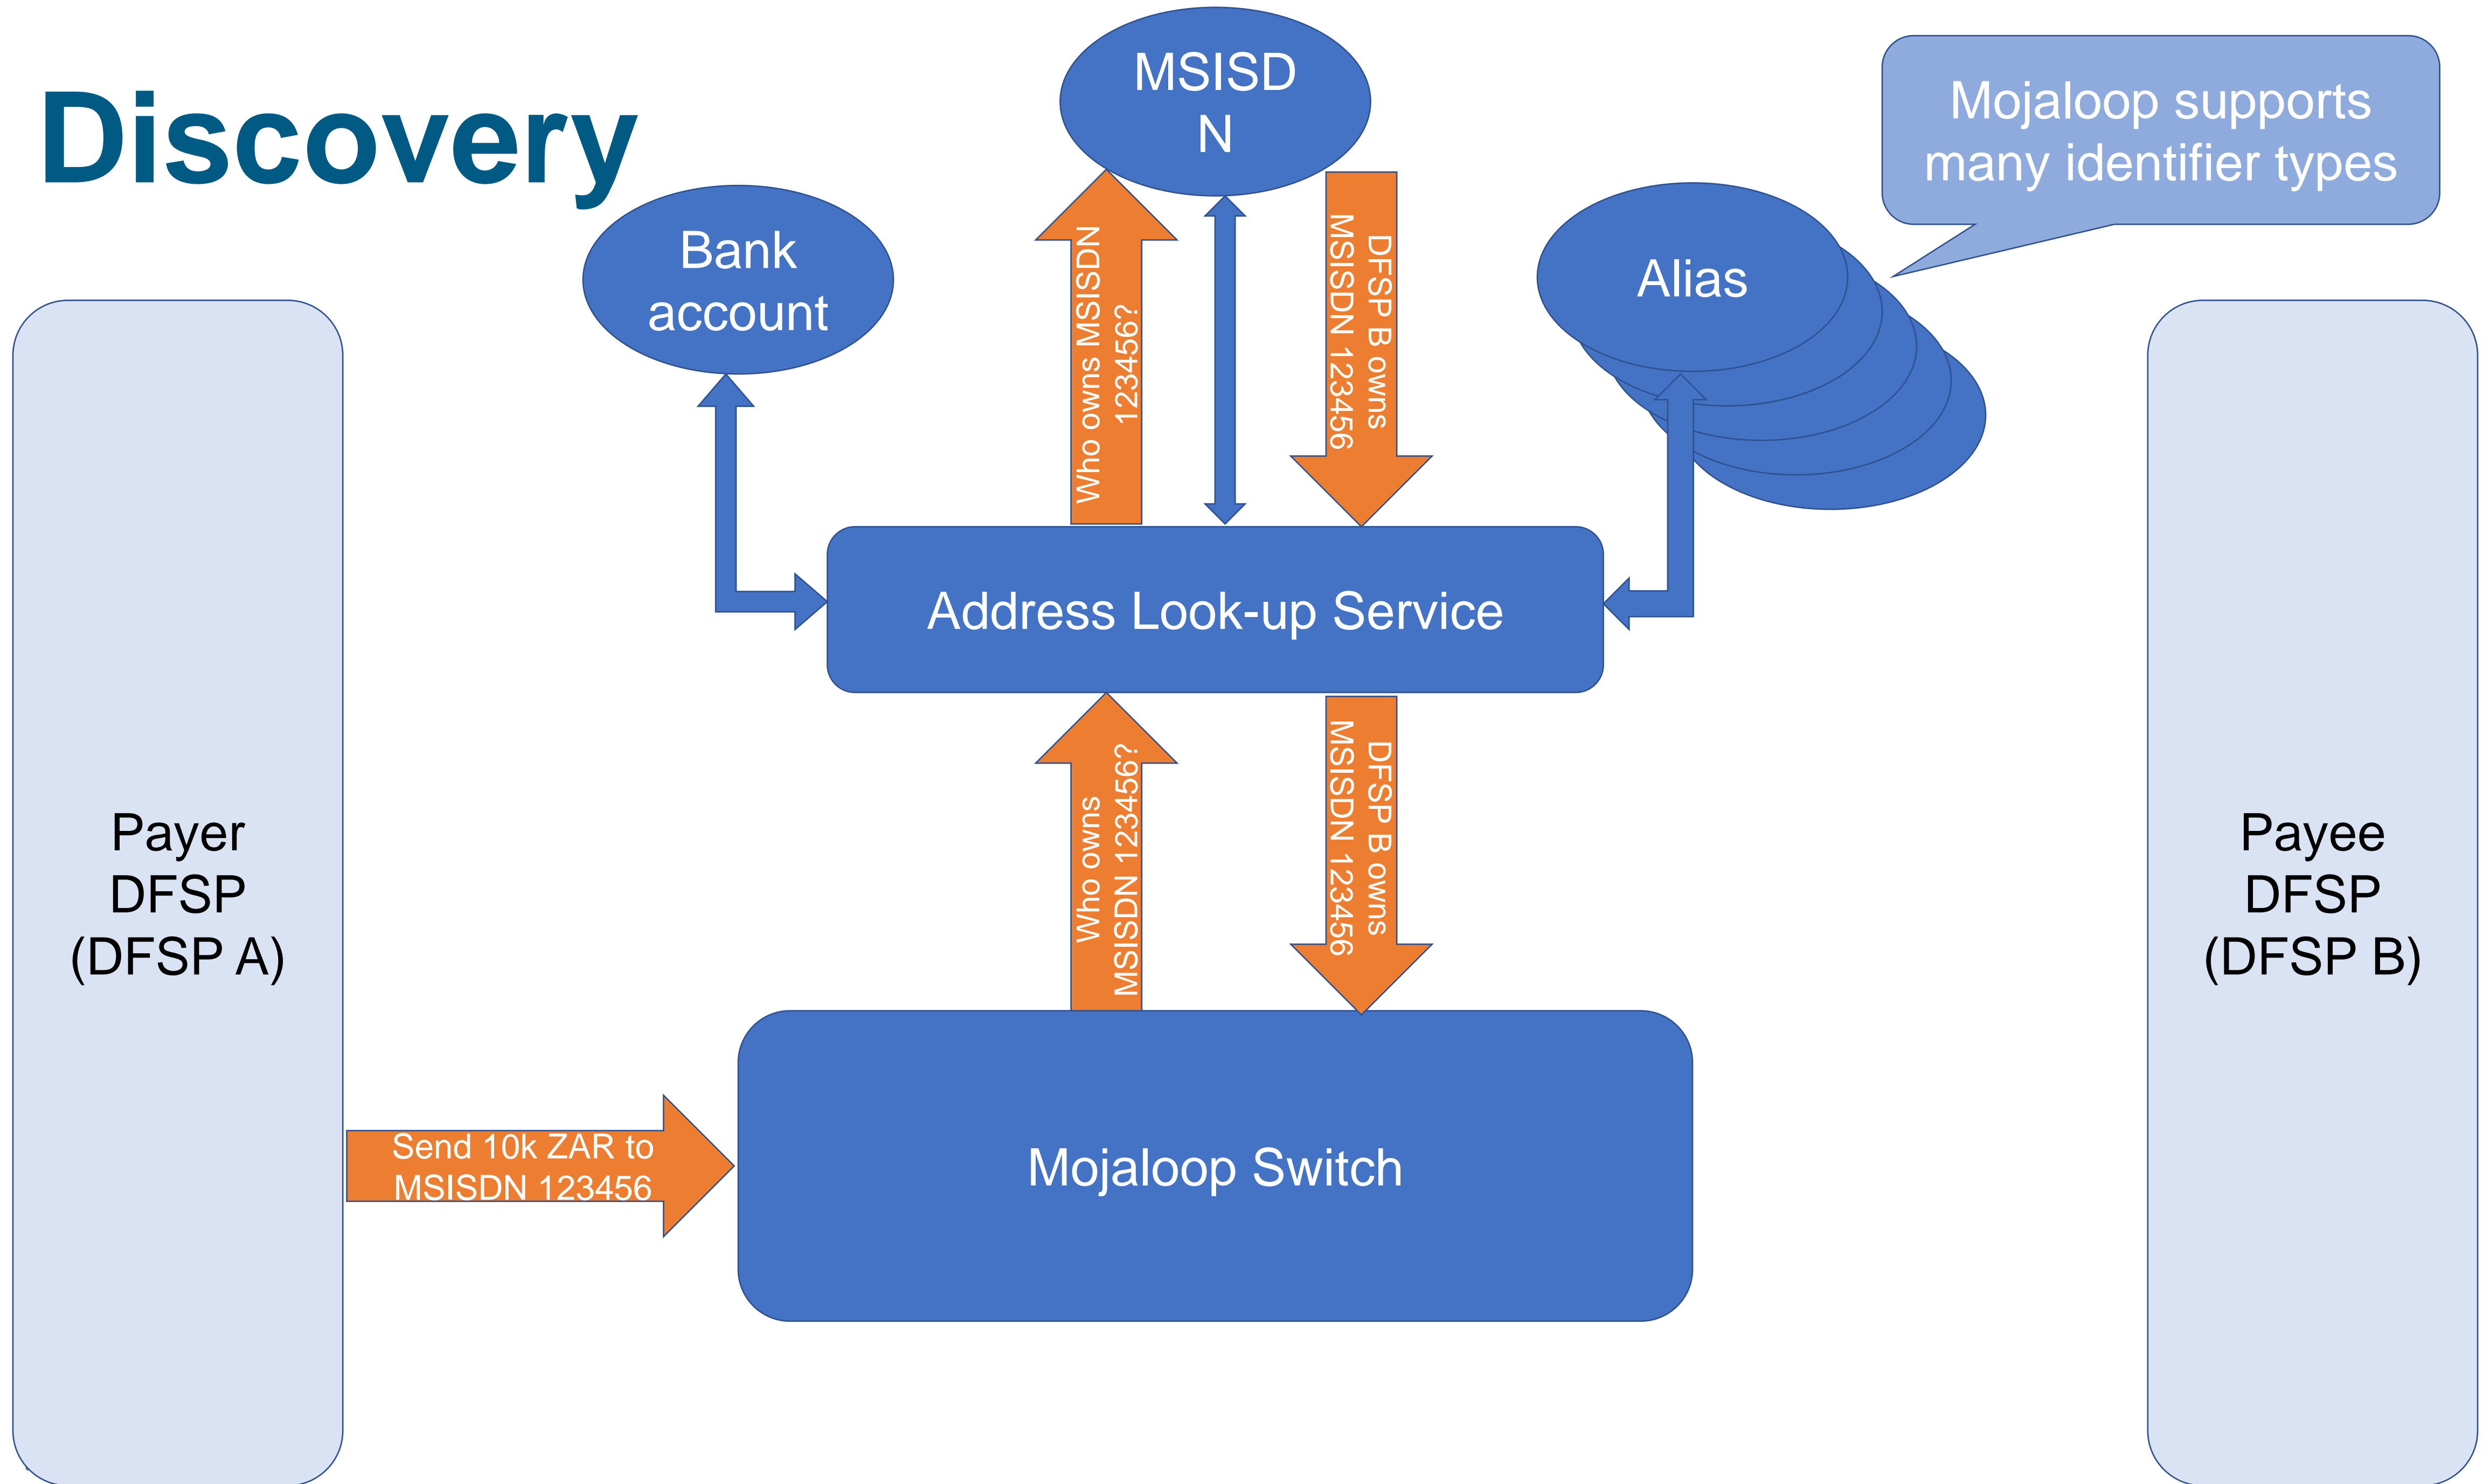 Discovery
MSISD
N
Mojaloop supports
many identifier types
Bank
account
Alias
Who owns MSISDN
123456?
DFSP B owns
MSISDN 123456
Address Look-up Service
Who owns
MSISDN 123456?
DFSP B owns
MSISDN 123456
Payer
DFSP
(DFSP A)
Payee
DFSP
(DFSP B)
Send 10k ZAR to
MSISDN 123456
Mojaloop Switch